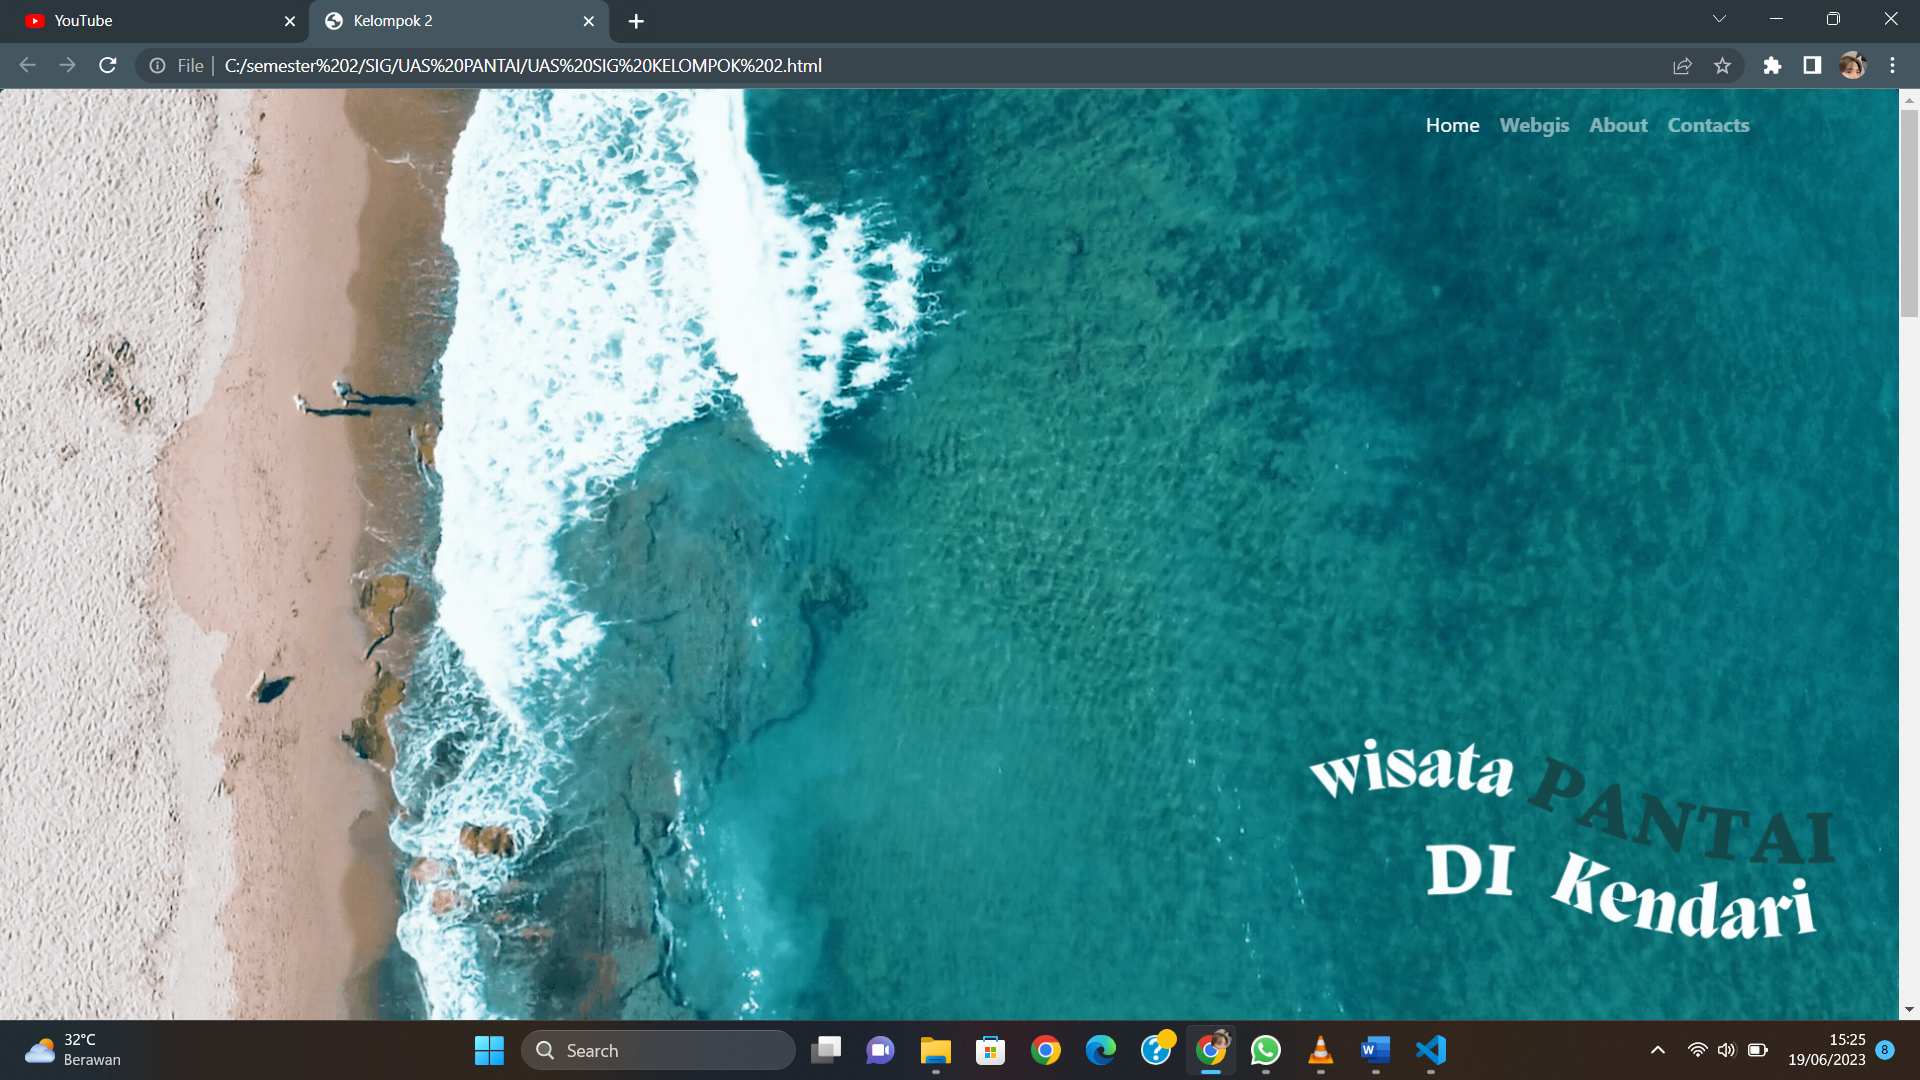 YouTube
Kelompok 2
File
C:/semester%202/SIG/UAS%20PANTAI/UAS%20SIG%20KELOMPOK%202.html
Home Webgis About Contacts
wisata PANTAI
DI Kendari
32°C
Berawan
Search
W
15:25
19/06/2023
8